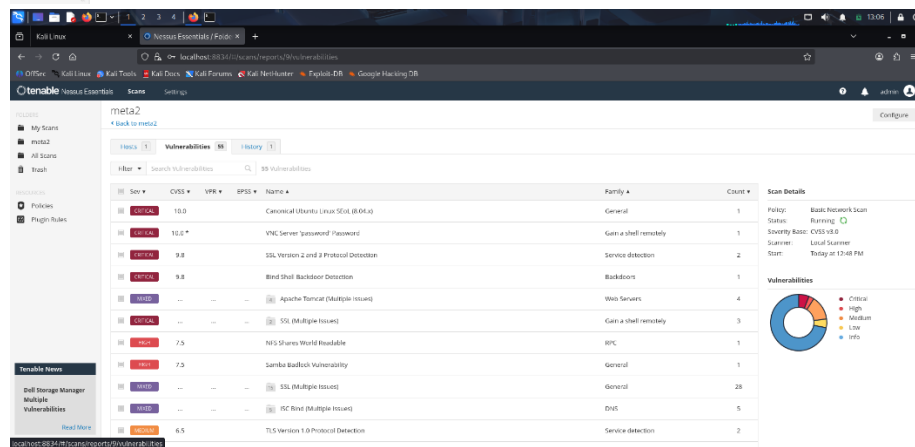 1 2 3 4
13:06
Kali Linux
Nessus Essentials / Folde
localhost:8834/#/scans/reports/9/vulnerabilities
OffSec Kali Linux Kali Tools Kali Docs Kali Forums Kali NetHunter Exploit-DB Google Hacking DB
tenable Nessus Essentials Scans Settings admin
FOLDERS
My Scans
meta2
All Scans
Trash
RESOURCES
Policies
Plugin Rules
meta2
Configure
Back to meta2
Hosts 1 Vulnerabilities 55 History 1
Filter Search Vulnerabilities 55 Vulnerabilities
Sev CVSS VPR EPSS Name Family Count
CRITICAL 10.0 Canonical Ubuntu Linux SEoL (8.04.x) General 1
CRITICAL 10.0 * VNC Server 'password' Password Gain a shell remotely 1
CRITICAL 9.8 SSL Version 2 and 3 Protocol Detection Service detection 2
CRITICAL 9.8 Bind Shell Backdoor Detection Backdoors 1
MIXED ... ... ... Apache Tomcat (Multiple Issues) Web Servers 4
CRITICAL ... ... ... SSL (Multiple Issues) Gain a shell remotely 3
HIGH 7.5 NFS Shares World Readable RPC 1
HIGH 7.5 Samba Badlock Vulnerability General 1
MIXED ... ... ... SSL (Multiple Issues) General 28
MIXED ... ... ... ISC Bind (Multiple Issues) DNS 5
MEDIUM 6.5 TLS Version 1.0 Protocol Detection Service detection 2
Scan Details
Policy: Basic Network Scan
Status: Running
Severity Base: CVSS v3.0
Scanner: Local Scanner
Start: Today at 12:48 PM
Vulnerabilities
Critical
High
Medium
Low
Info
Tenable News
Dell Storage Manager
Multiple
Vulnerabilities
Read More
localhost:8834/#/scans/reports/9/vulnerabilities